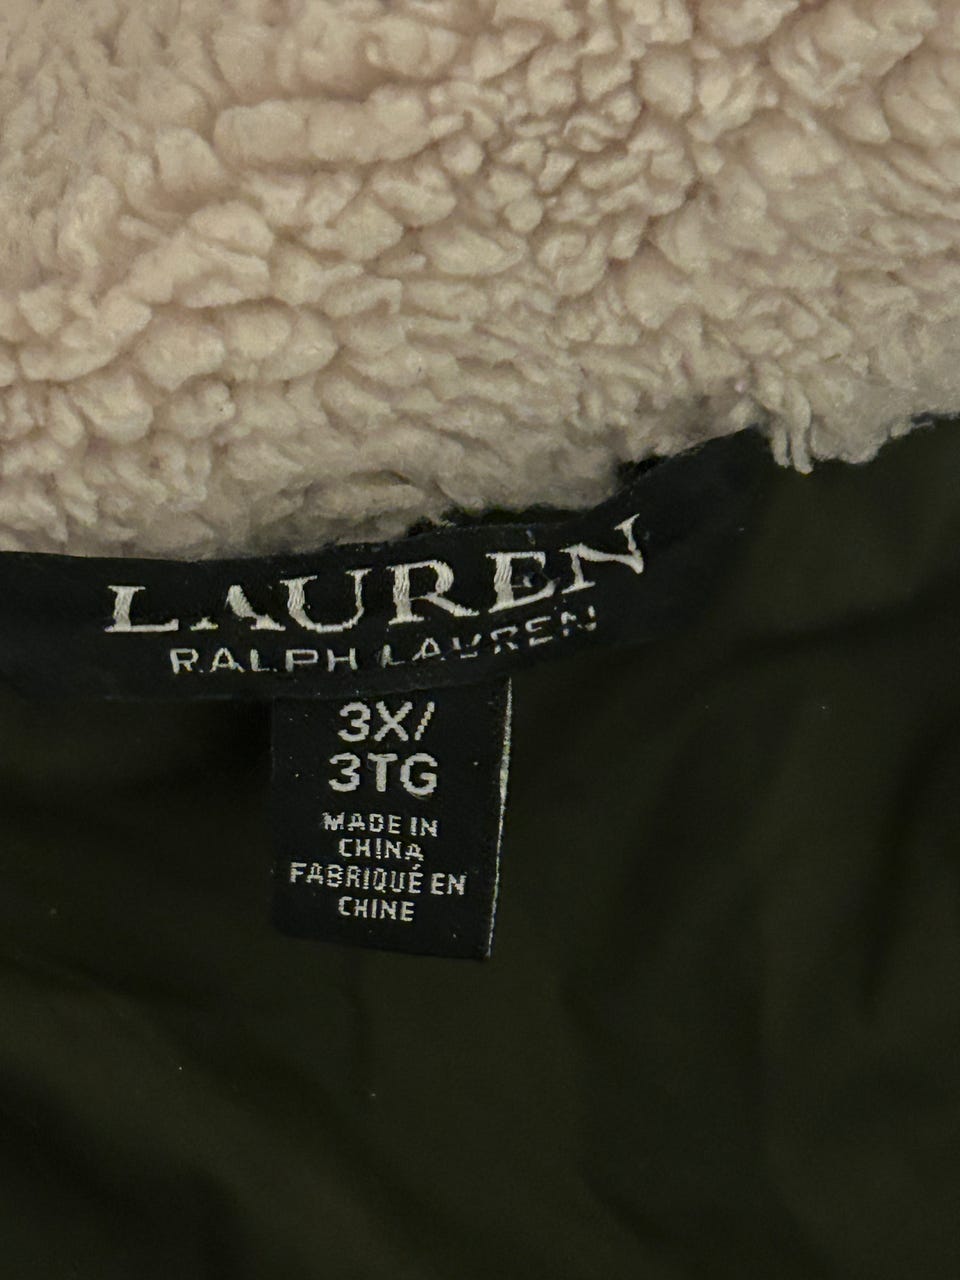 LAUREN
RALPH LAUREN
3X/
3TG
MADE IN
CHINA
FABRIQUÉ EN
CHINE